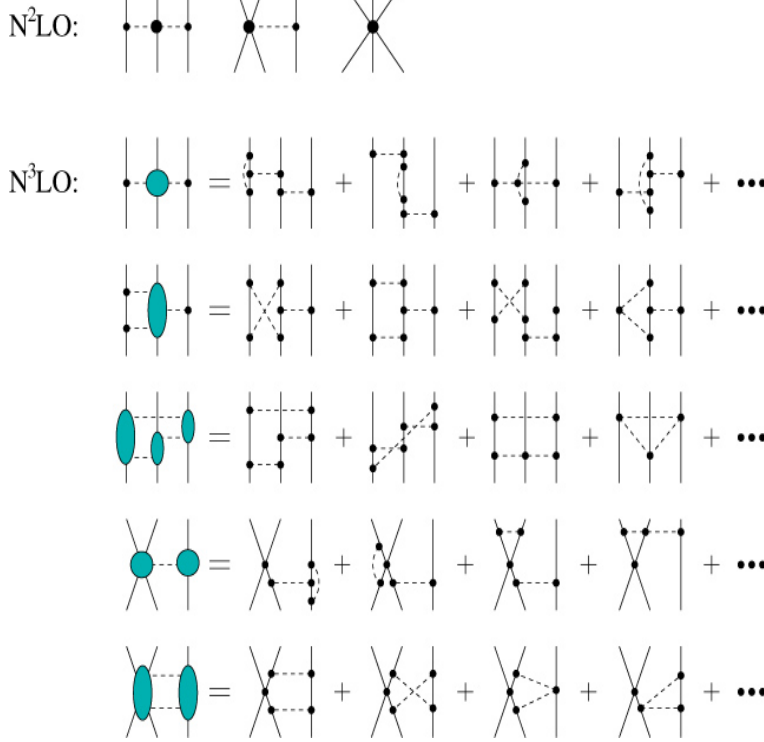 N²LO:
N³LO: = + + + + •••
= + + + + •••
= + + + + •••
= + + + + •••
= + + + + •••